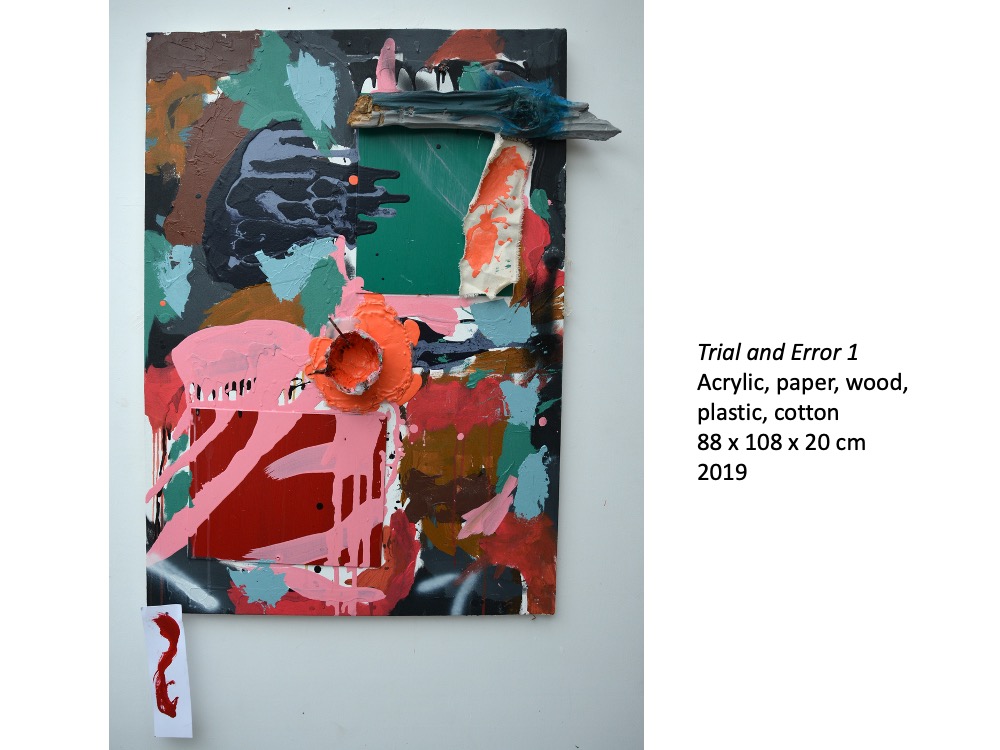 Trial and Error 1
Acrylic, paper, wood,
plastic, cotton
88 x 108 x 20 cm
2019